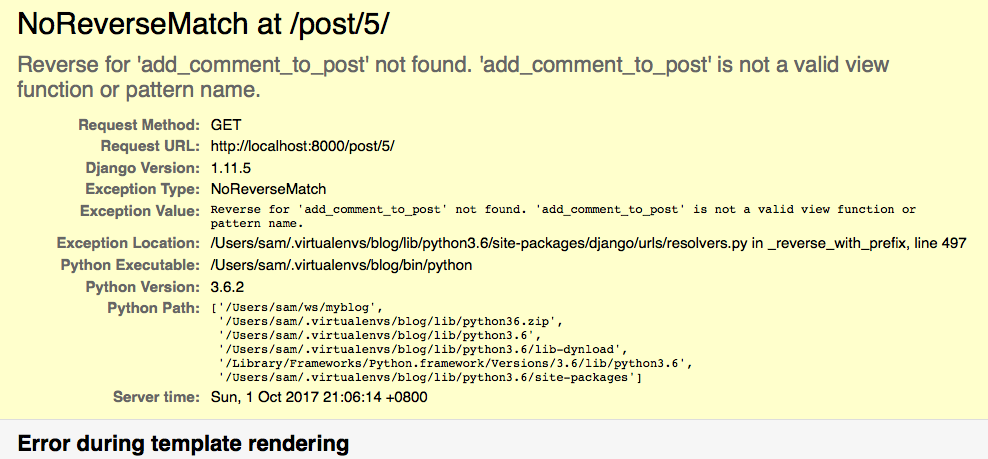 NoReverseMatch at /post/5/
Reverse for 'add_comment_to_post' not found. 'add_comment_to_post' is not a valid view
function or pattern name.
Request Method: GET
Request URL: http://localhost:8000/post/5/
Django Version: 1.11.5
Exception Type: NoReverseMatch
Exception Value: Reverse for 'add_comment_to_post' not found. 'add_comment_to_post' is not a valid view function or
pattern name.
Exception Location: /Users/sam/.virtualenvs/blog/lib/python3.6/site-packages/django/urls/resolvers.py in _reverse_with_prefix, line 497
Python Executable: /Users/sam/.virtualenvs/blog/bin/python
Python Version: 3.6.2
Python Path: ['/Users/sam/ws/myblog',
'/Users/sam/.virtualenvs/blog/lib/python36.zip',
'/Users/sam/.virtualenvs/blog/lib/python3.6',
'/Users/sam/.virtualenvs/blog/lib/python3.6/lib-dynload',
'/Library/Frameworks/Python.framework/Versions/3.6/lib/python3.6',
'/Users/sam/.virtualenvs/blog/lib/python3.6/site-packages']
Server time: Sun, 1 Oct 2017 21:06:14 +0800
Error during template rendering